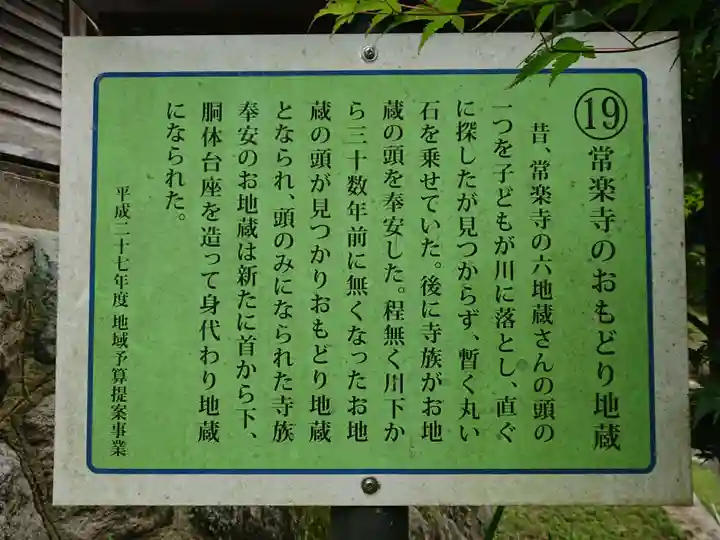 ⑲常楽寺のおもどり地蔵
昔、常楽寺の六地蔵さんの頭の
一つを子どもが川に落とし、直ぐ
に探したが見つからず、暫く丸い
石を乗せていた。後に寺族がお地
蔵の頭を奉安した。程無く川下か
ら三十数年前に無くなったお地
蔵の頭が見つかりおもどり地蔵
となられ、頭のみになられた寺族
奉安のお地蔵は新たに首から下、
胴体台座を造って身代わり地蔵
になられた。
平成二十七年度 地域予算提案事業